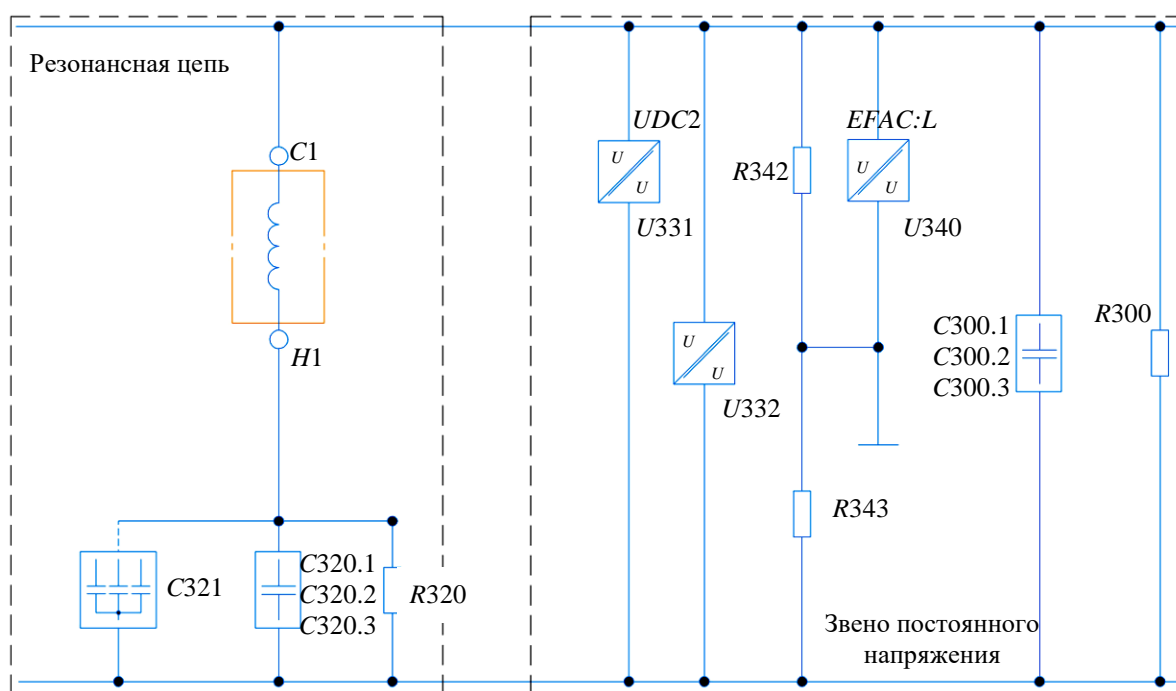 Резонансная цепь
C1
H1
C321
C320.1
C320.2
C320.3
R320
UDC2
U
U
U331
U
U
U332
R342
EFAC:L
U
U
U340
R343
C300.1
C300.2
C300.3
R300
Звено постоянного
напряжения